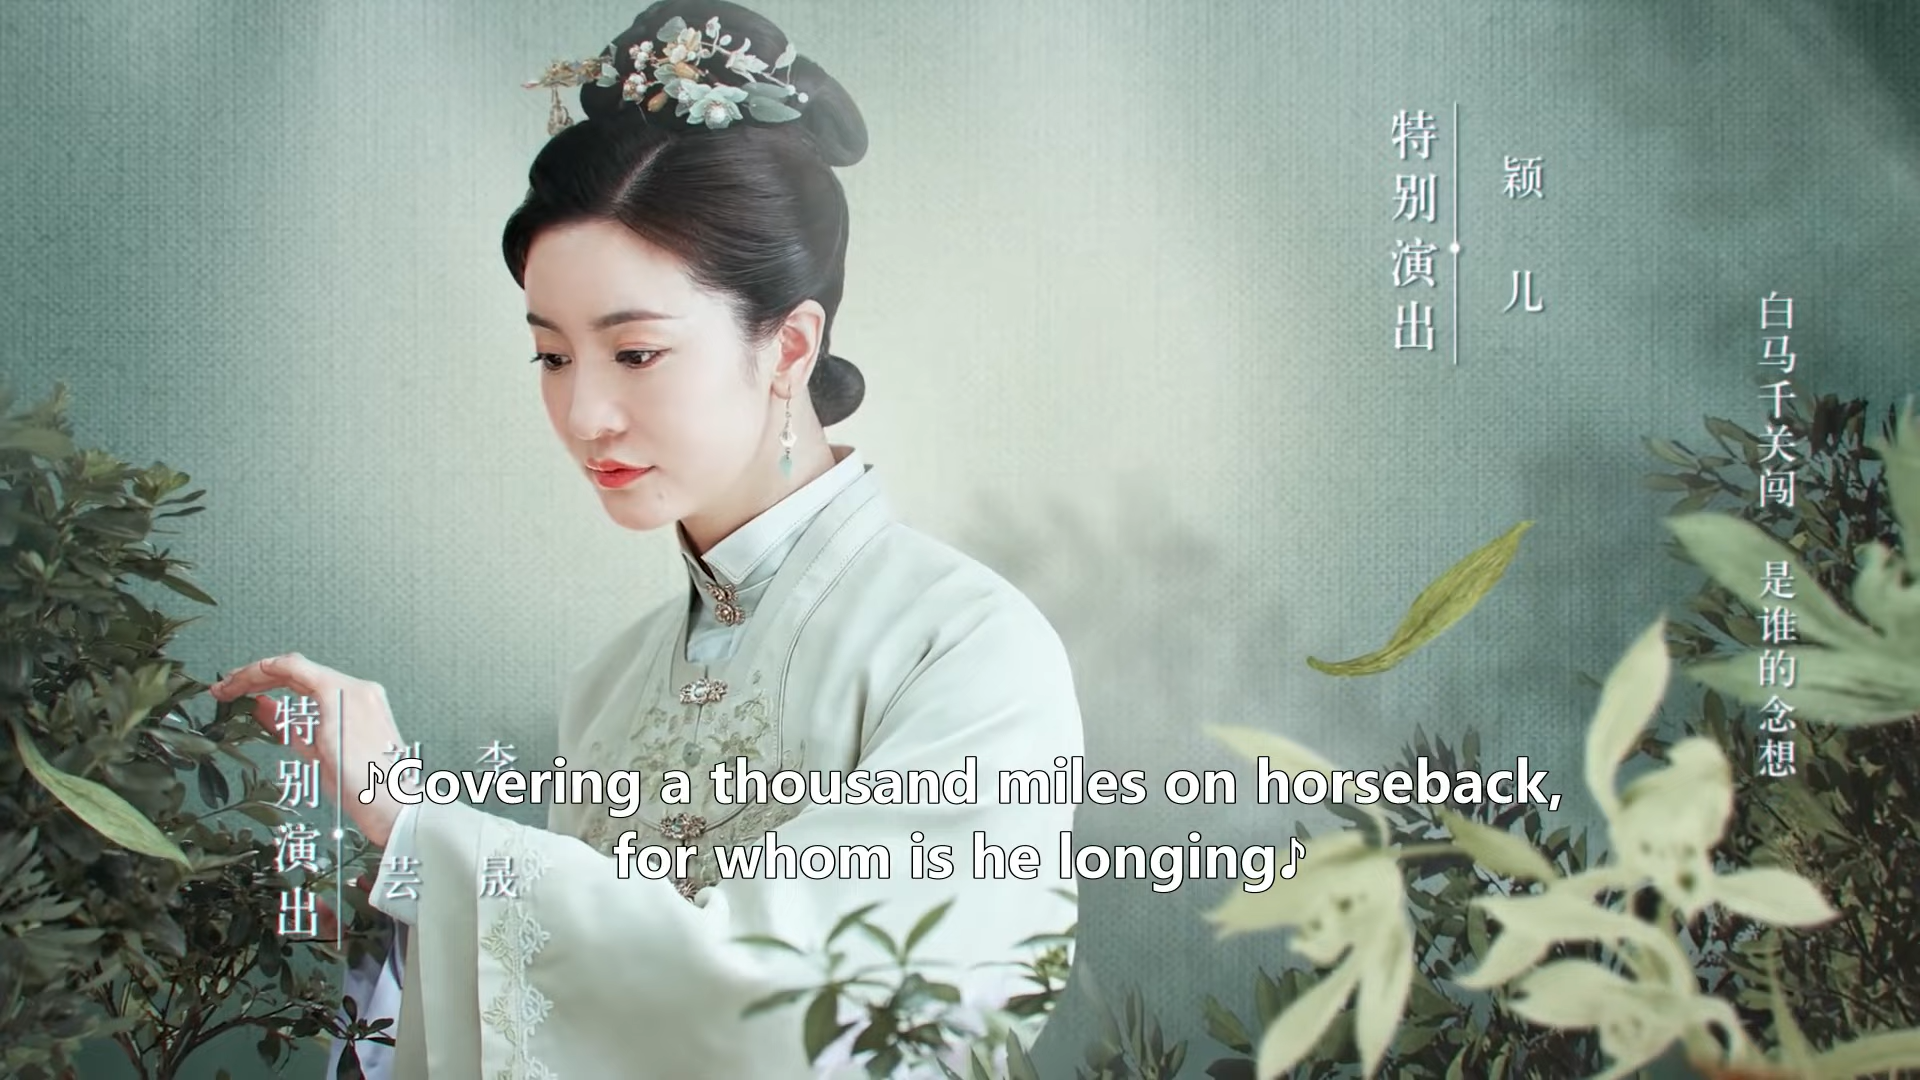 特别演出
颖儿
白马千关闯 是谁的念想
特别演出
刘芸
李晟
♪Covering a thousand miles on horseback,
for whom is he longing♪